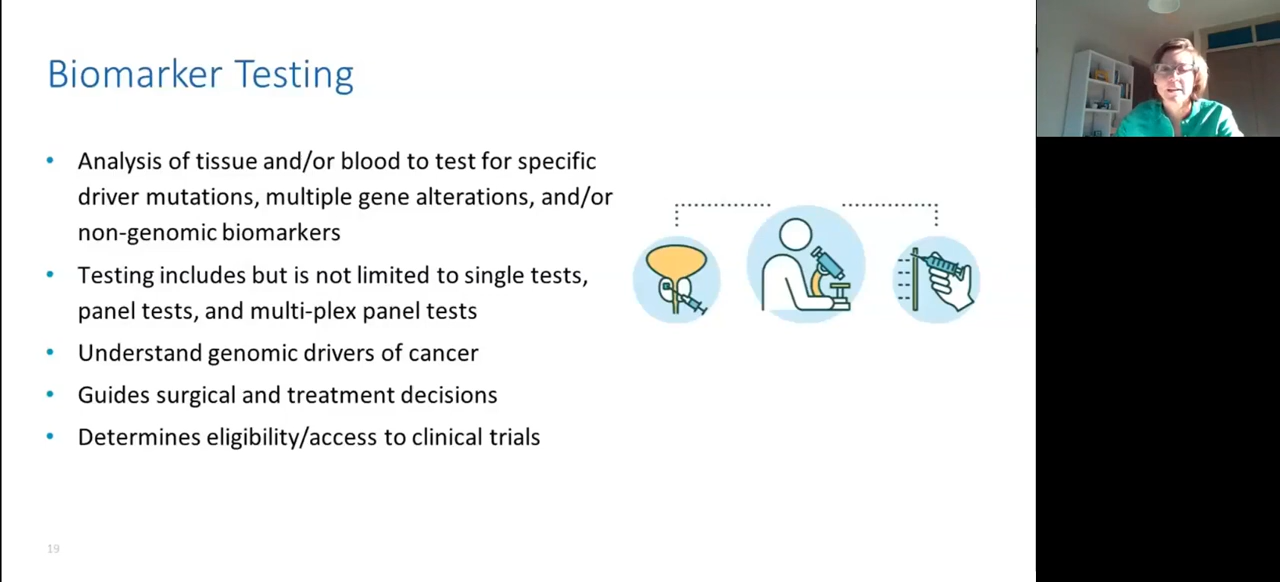 Biomarker Testing
• Analysis of tissue and/or blood to test for specific
driver mutations, multiple gene alterations, and/or
non-genomic biomarkers
• Testing includes but is not limited to single tests,
panel tests, and multi-plex panel tests
• Understand genomic drivers of cancer
• Guides surgical and treatment decisions
• Determines eligibility/access to clinical trials
19